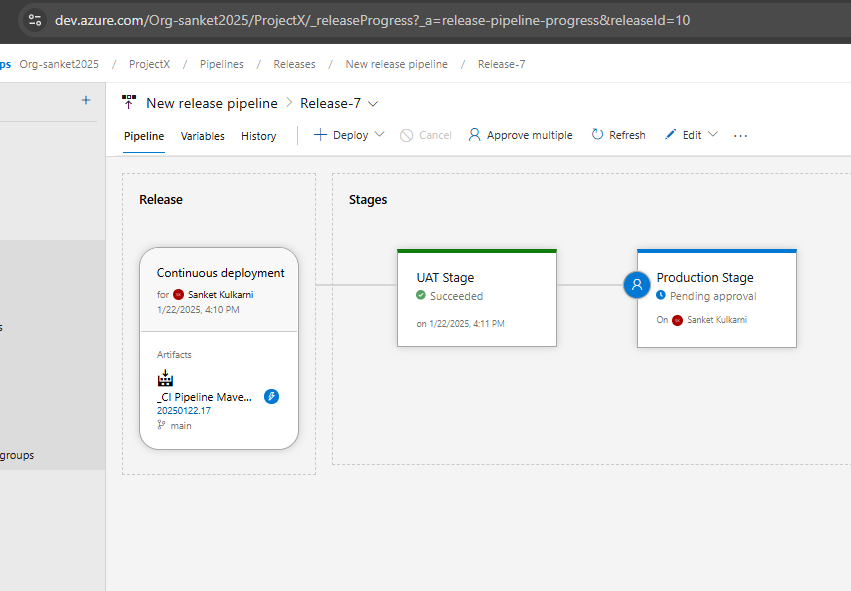 dev.azure.com/Org-sanket2025/ProjectX/_releaseProgress?_a=release-pipeline-progress&releaseId=10
ps Org-sanket2025 / ProjectX / Pipelines / Releases / New release pipeline / Release-7
+
New release pipeline > Release-7
Pipeline Variables History + Deploy Cancel Approve multiple Refresh Edit ...
Release
Stages
Continuous deployment
for SK Sanket Kulkarni
1/22/2025, 4:10 PM
Artifacts
_CI Pipeline Mave...
20250122.17
main
UAT Stage
Succeeded
on 1/22/2025, 4:11 PM
Production Stage
Pending approval
On SK Sanket Kulkarni
s
groups